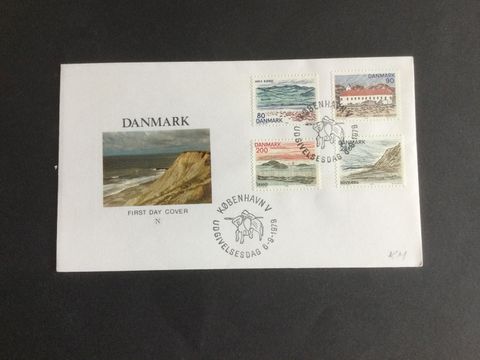 DANMARK
FIRST DAY COVER
N
80
DANMARK
DANMARK
90
DANMARK
200
DANMARK
KØBENHAVN V
UDGIVELSESDAG 6-9-1979
KØBENHAVN V
UDGIVELSESDAG 6-9-1979